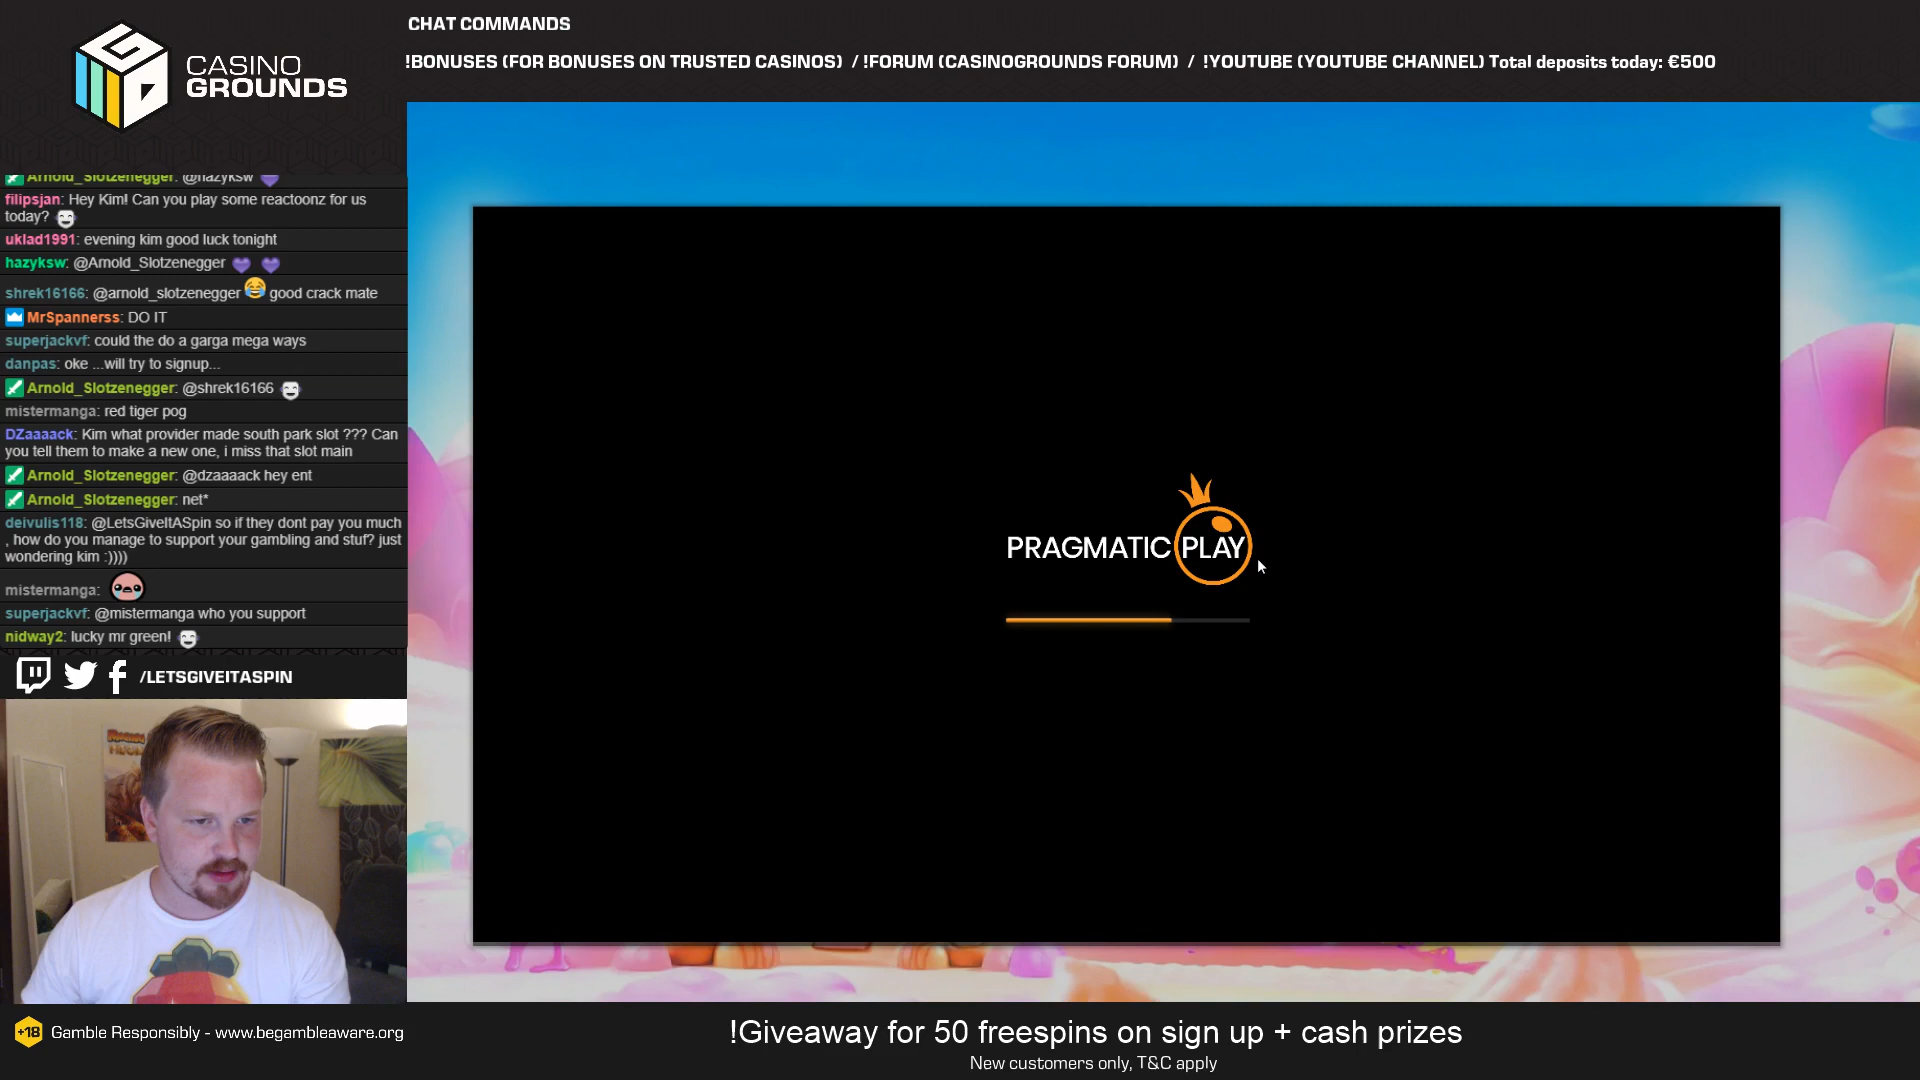 CASINO
GROUNDS
CHAT COMMANDS
!BONUSES (FOR BONUSES ON TRUSTED CASINOS) / !FORUM (CASINOGROUNDS FORUM) / !YOUTUBE (YOUTUBE CHANNEL) Total deposits today: €500
Arnold_Slotzenegger: @hazyksw
filipsjan: Hey Kim! Can you play some reactoonz for us
today?
uklad1991: evening kim good luck tonight
hazyksw: @Arnold_Slotzenegger
shrek16166: @arnold_slotzenegger good crack mate
MrSpannerss: DO IT
superjackvf: could the do a garga mega ways
danpas: oke ...will try to signup...
Arnold_Slotzenegger: @shrek16166
mistermanga: red tiger pog
DZaaaack: Kim what provider made south park slot ??? Can
you tell them to make a new one, i miss that slot main
Arnold_Slotzenegger: @dzaaaack hey ent
Arnold_Slotzenegger: net*
deivulis118: @LetsGiveItASpin so if they dont pay you much
, how do you manage to support your gambling and stuf? just
wondering kim :))))
mistermanga:
superjackvf: @mistermanga who you support
nidway2: lucky mr green!
/LETSGIVEITASPIN
PRAGMATIC PLAY
+18 Gamble Responsibly - www.begambleaware.org
!Giveaway for 50 freespins on sign up + cash prizes
New customers only, T&C apply